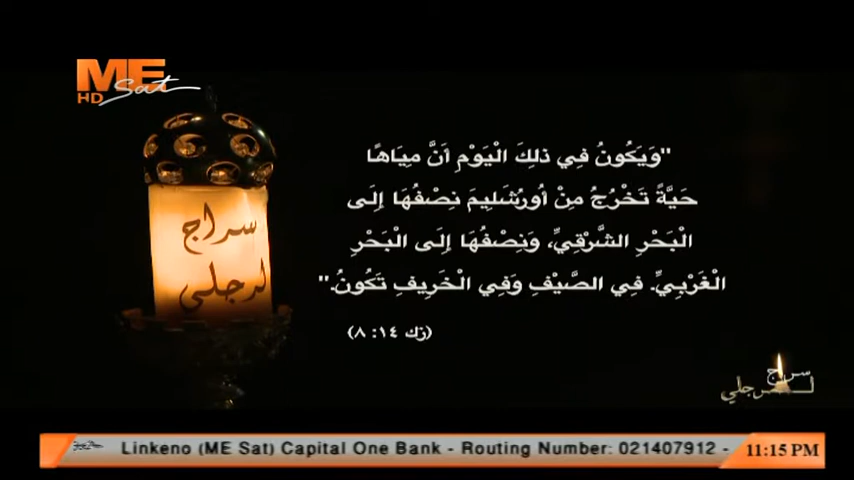 ME
Sat
HD
سراج
لرجلي
"وَيَكُونُ فِي ذلِكَ الْيَوْمِ أَنَّ مِيَاهًا
حَيَّةً تَخْرُجُ مِنْ أُورُشَلِيمَ نِصْفُهَا إِلَى
الْبَحْرِ الشَّرْقِيِّ، وَنِصْفُهَا إِلَى الْبَحْرِ
الْغَرْبِيِّ. فِي الصَّيْفِ وَفِي الْخَرِيفِ تَكُونُ."
(زك ١٤: ٨)
سراج
لرجلي
Linkeno (ME Sat) Capital One Bank - Routing Number: 021407912 -
11:15 PM